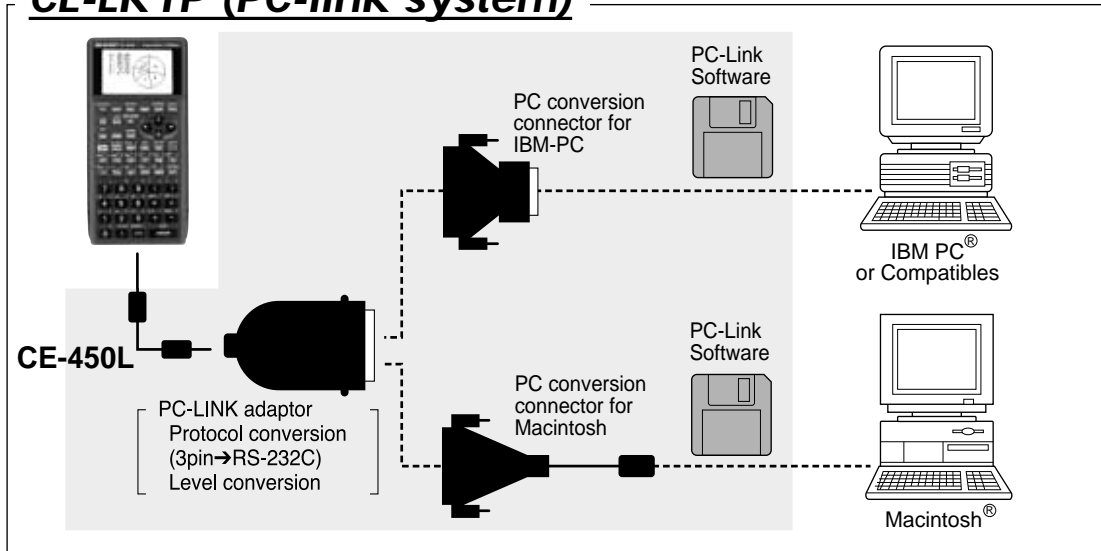 CE-LK1P (PC-link system)
PC-Link
Software
PC conversion
connector for
IBM-PC
IBM PC®
or Compatibles
CE-450L
PC-LINK adaptor
Protocol conversion
(3pin→RS-232C)
Level conversion
PC-Link
Software
PC conversion
connector for
Macintosh
Macintosh®